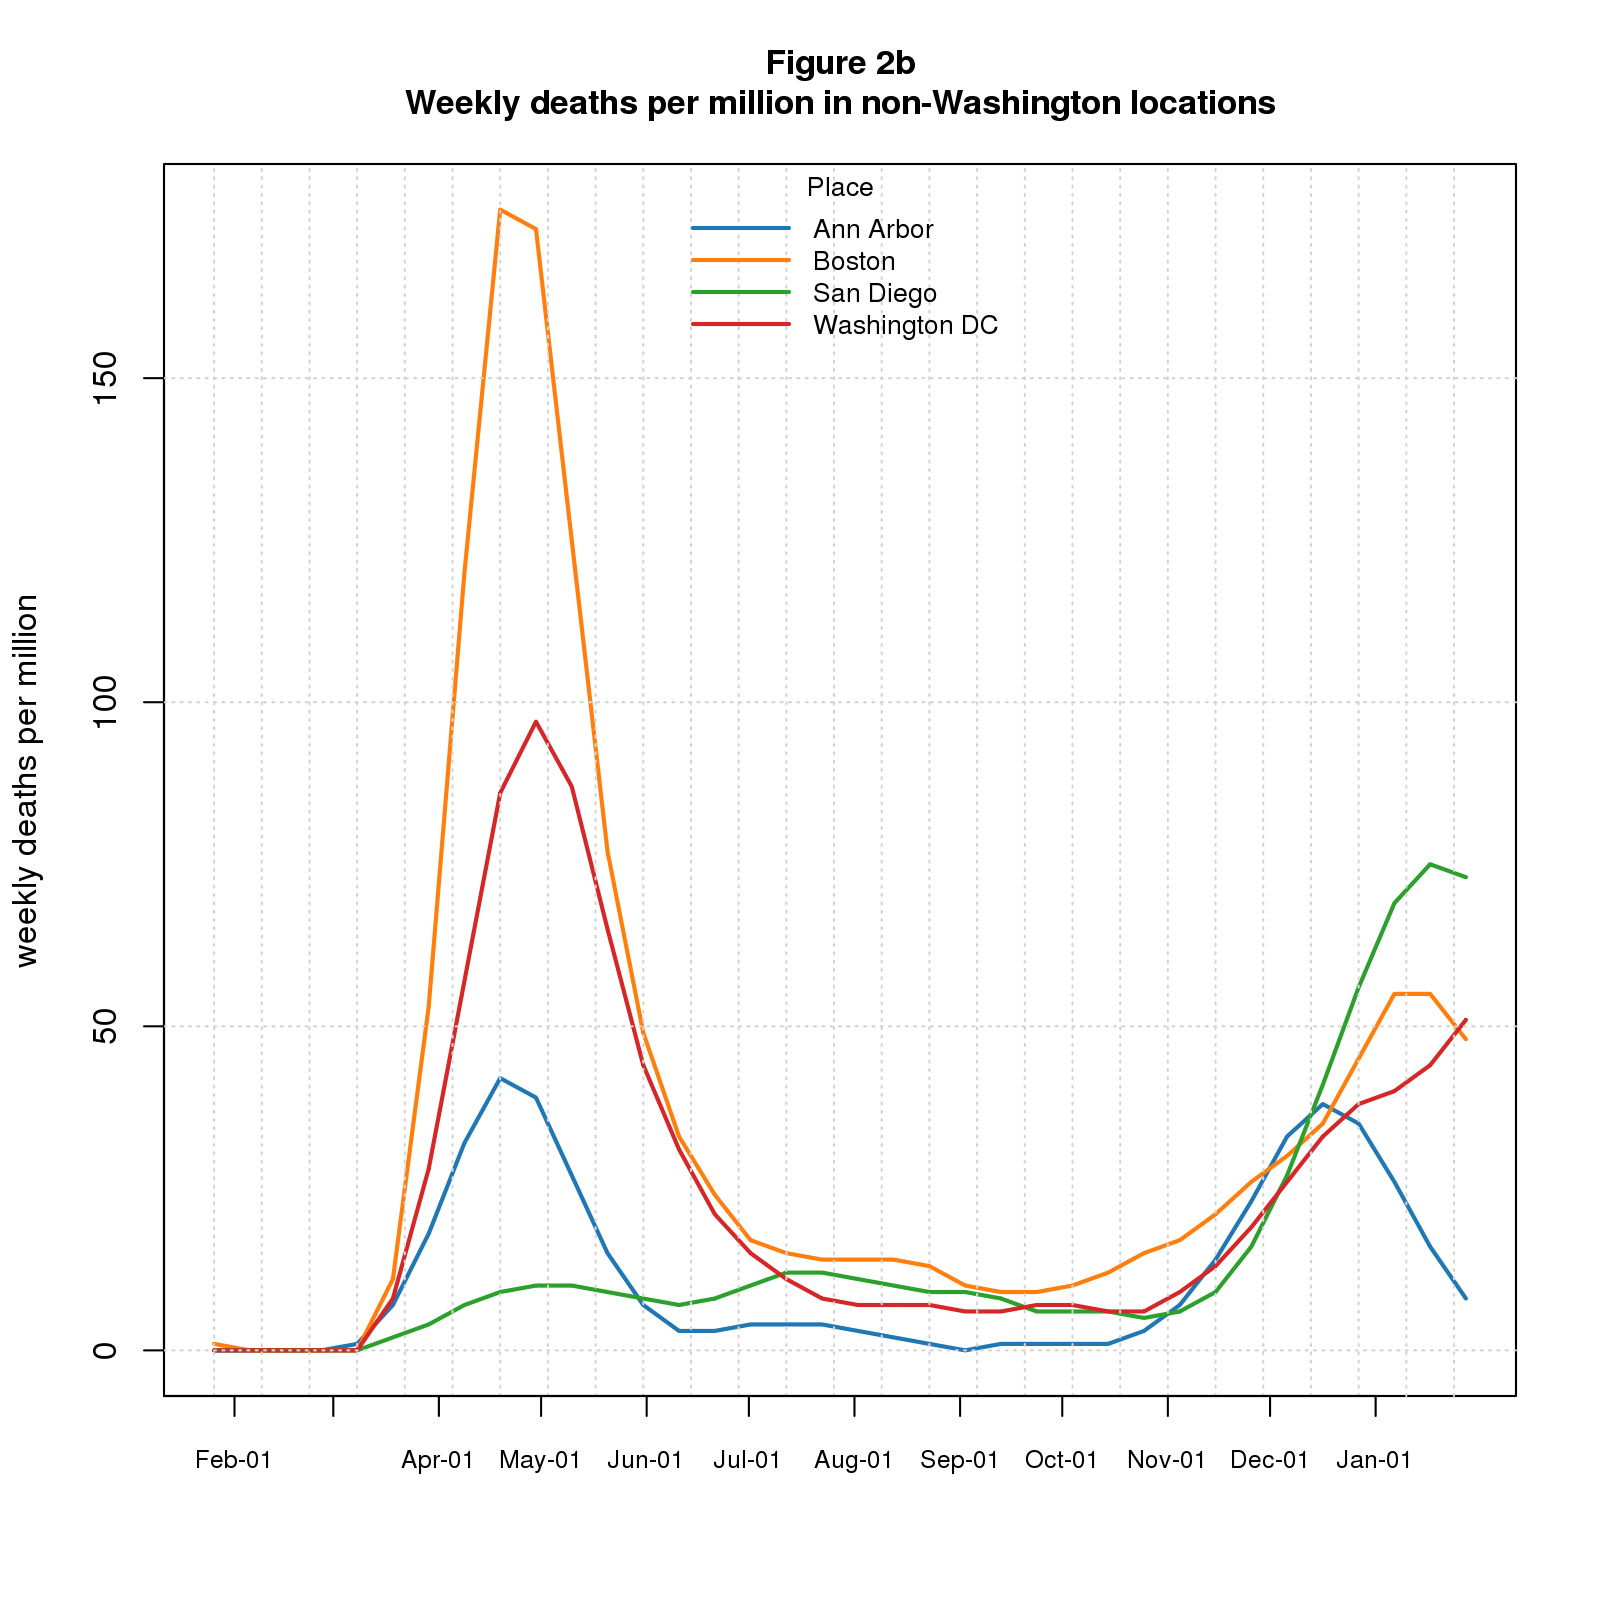 Figure 2b
Weekly deaths per million in non-Washington locations
Place
Ann Arbor
Boston
San Diego
Washington DC
weekly deaths per million
150
100
50
0
Feb-01 Apr-01 May-01 Jun-01 Jul-01 Aug-01 Sep-01 Oct-01 Nov-01 Dec-01 Jan-01